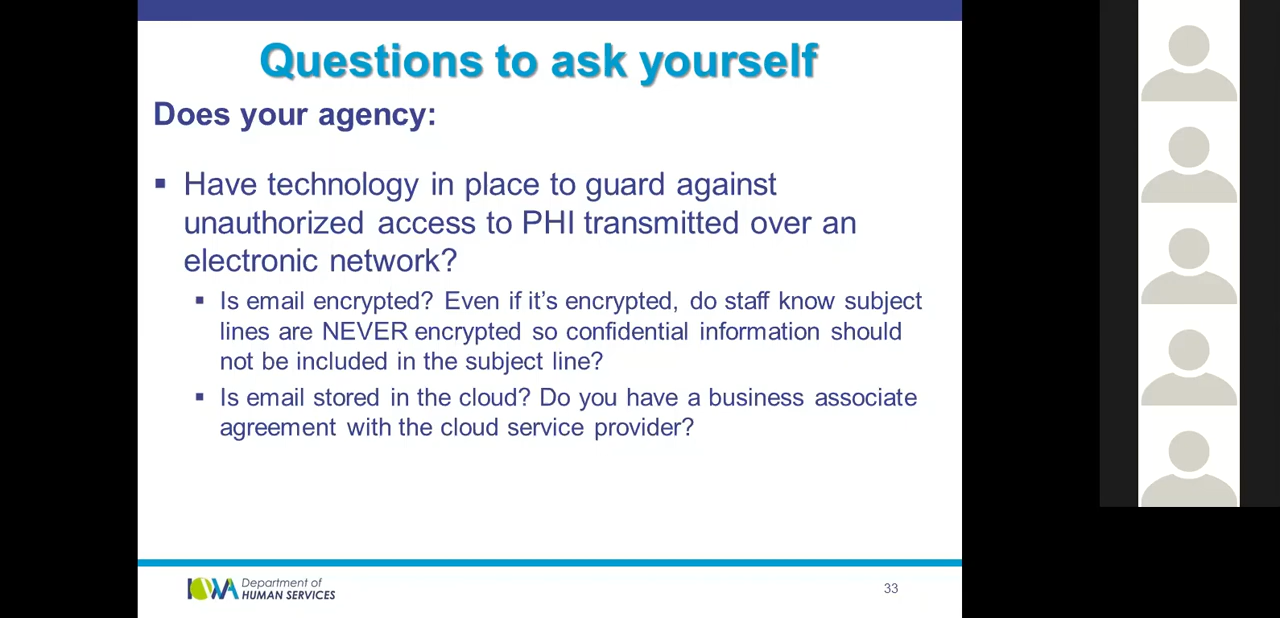 Questions to ask yourself
Does your agency:
▪ Have technology in place to guard against
unauthorized access to PHI transmitted over an
electronic network?
▪ Is email encrypted? Even if it’s encrypted, do staff know subject
lines are NEVER encrypted so confidential information should
not be included in the subject line?
▪ Is email stored in the cloud? Do you have a business associate
agreement with the cloud service provider?
IOWA Department of
HUMAN SERVICES
33